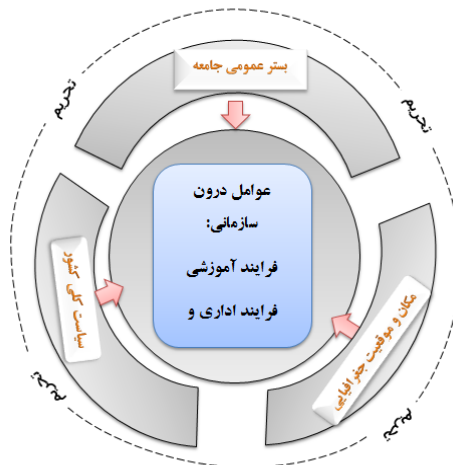 بستر عمومی جامعه
تحریم
تحریم
عوامل درون
سازمانی:
فرایند آموزشی
فرایند اداری و
سیاست کلی کشور
مکان و موقعیت جغرافیایی
تحریم
تحریم